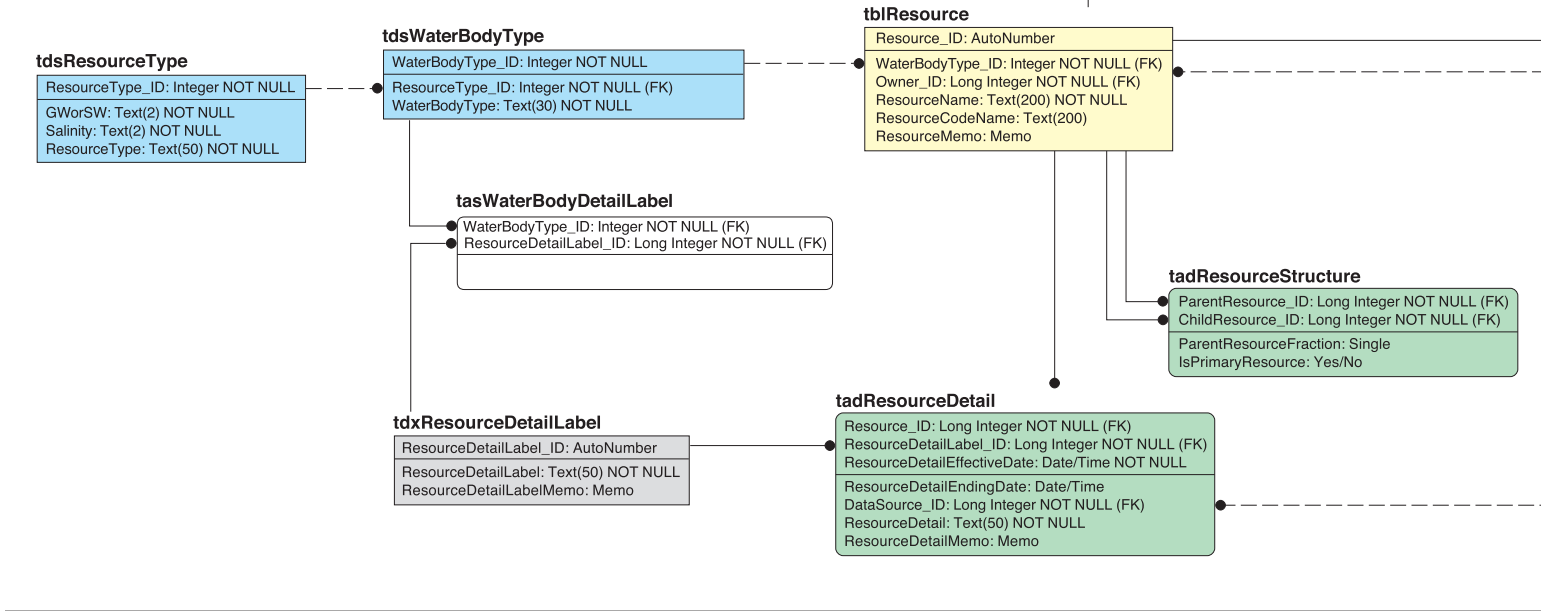 tdsResourceType
ResourceType_ID: Integer NOT NULL
GWorSW: Text(2) NOT NULL
Salinity: Text(2) NOT NULL
ResourceType: Text(50) NOT NULL
tdsWaterBodyType
WaterBodyType_ID: Integer NOT NULL
ResourceType_ID: Integer NOT NULL (FK)
WaterBodyType: Text(30) NOT NULL
tblResource
Resource_ID: AutoNumber
WaterBodyType_ID: Integer NOT NULL (FK)
Owner_ID: Long Integer NOT NULL (FK)
ResourceName: Text(200) NOT NULL
ResourceCodeName: Text(200)
ResourceMemo: Memo
tasWaterBodyDetailLabel
WaterBodyType_ID: Integer NOT NULL (FK)
ResourceDetailLabel_ID: Long Integer NOT NULL (FK)
tadResourceStructure
ParentResource_ID: Long Integer NOT NULL (FK)
ChildResource_ID: Long Integer NOT NULL (FK)
ParentResourceFraction: Single
IsPrimaryResource: Yes/No
tdxResourceDetailLabel
ResourceDetailLabel_ID: AutoNumber
ResourceDetailLabel: Text(50) NOT NULL
ResourceDetailLabelMemo: Memo
tadResourceDetail
Resource_ID: Long Integer NOT NULL (FK)
ResourceDetailLabel_ID: Long Integer NOT NULL (FK)
ResourceDetailEffectiveDate: Date/Time NOT NULL
ResourceDetailEndingDate: Date/Time
DataSource_ID: Long Integer NOT NULL (FK)
ResourceDetail: Text(50) NOT NULL
ResourceDetailMemo: Memo